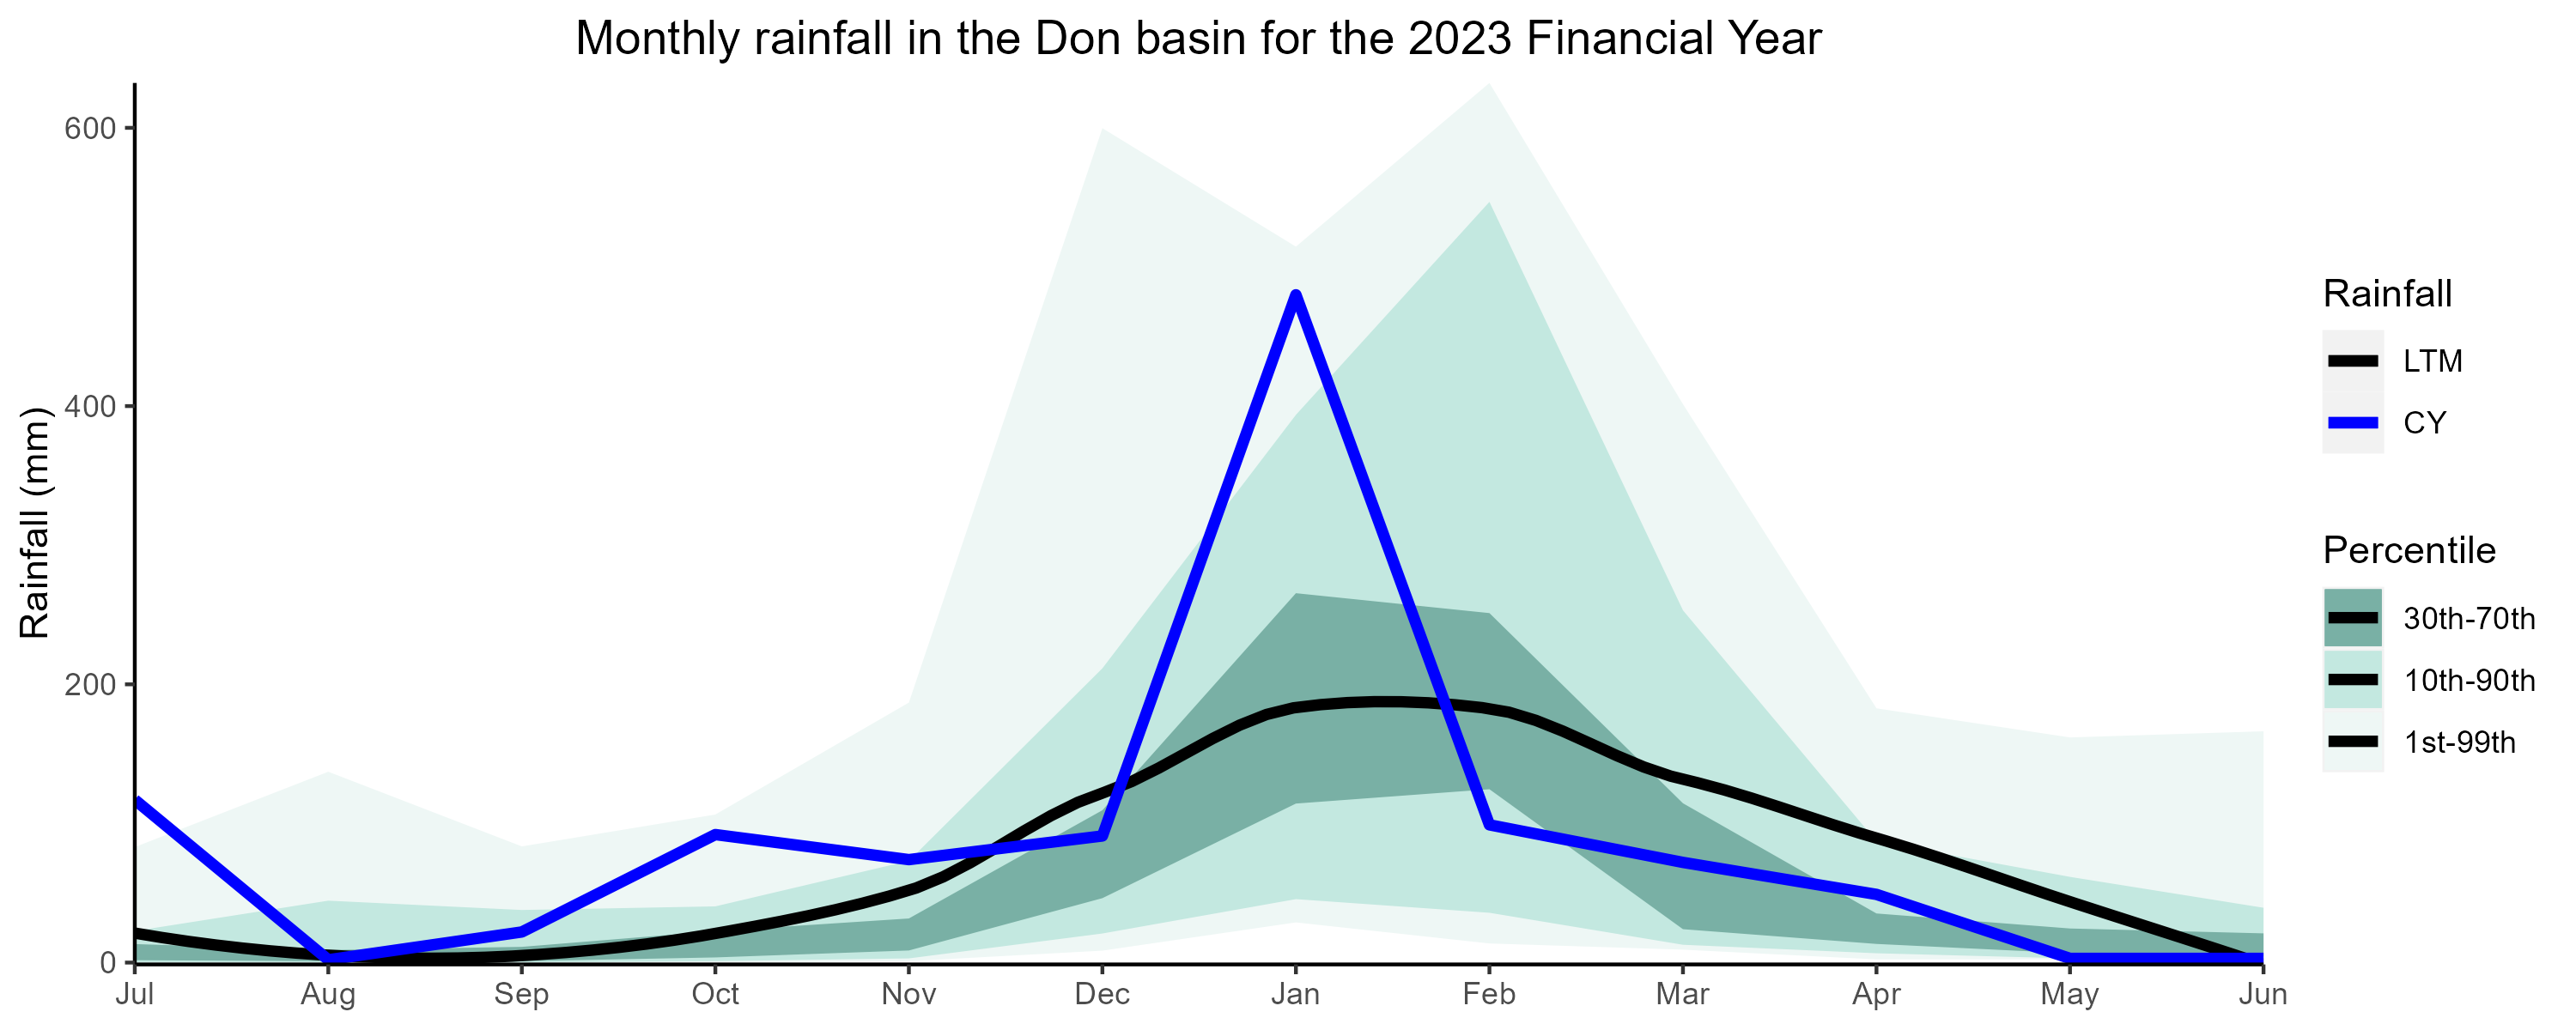 Monthly rainfall in the Don basin for the 2023 Financial Year
Rainfall (mm)
600
400
200
0
Jul Aug Sep Oct Nov Dec Jan Feb Mar Apr May Jun
Rainfall
LTM
CY
Percentile
30th-70th
10th-90th
1st-99th